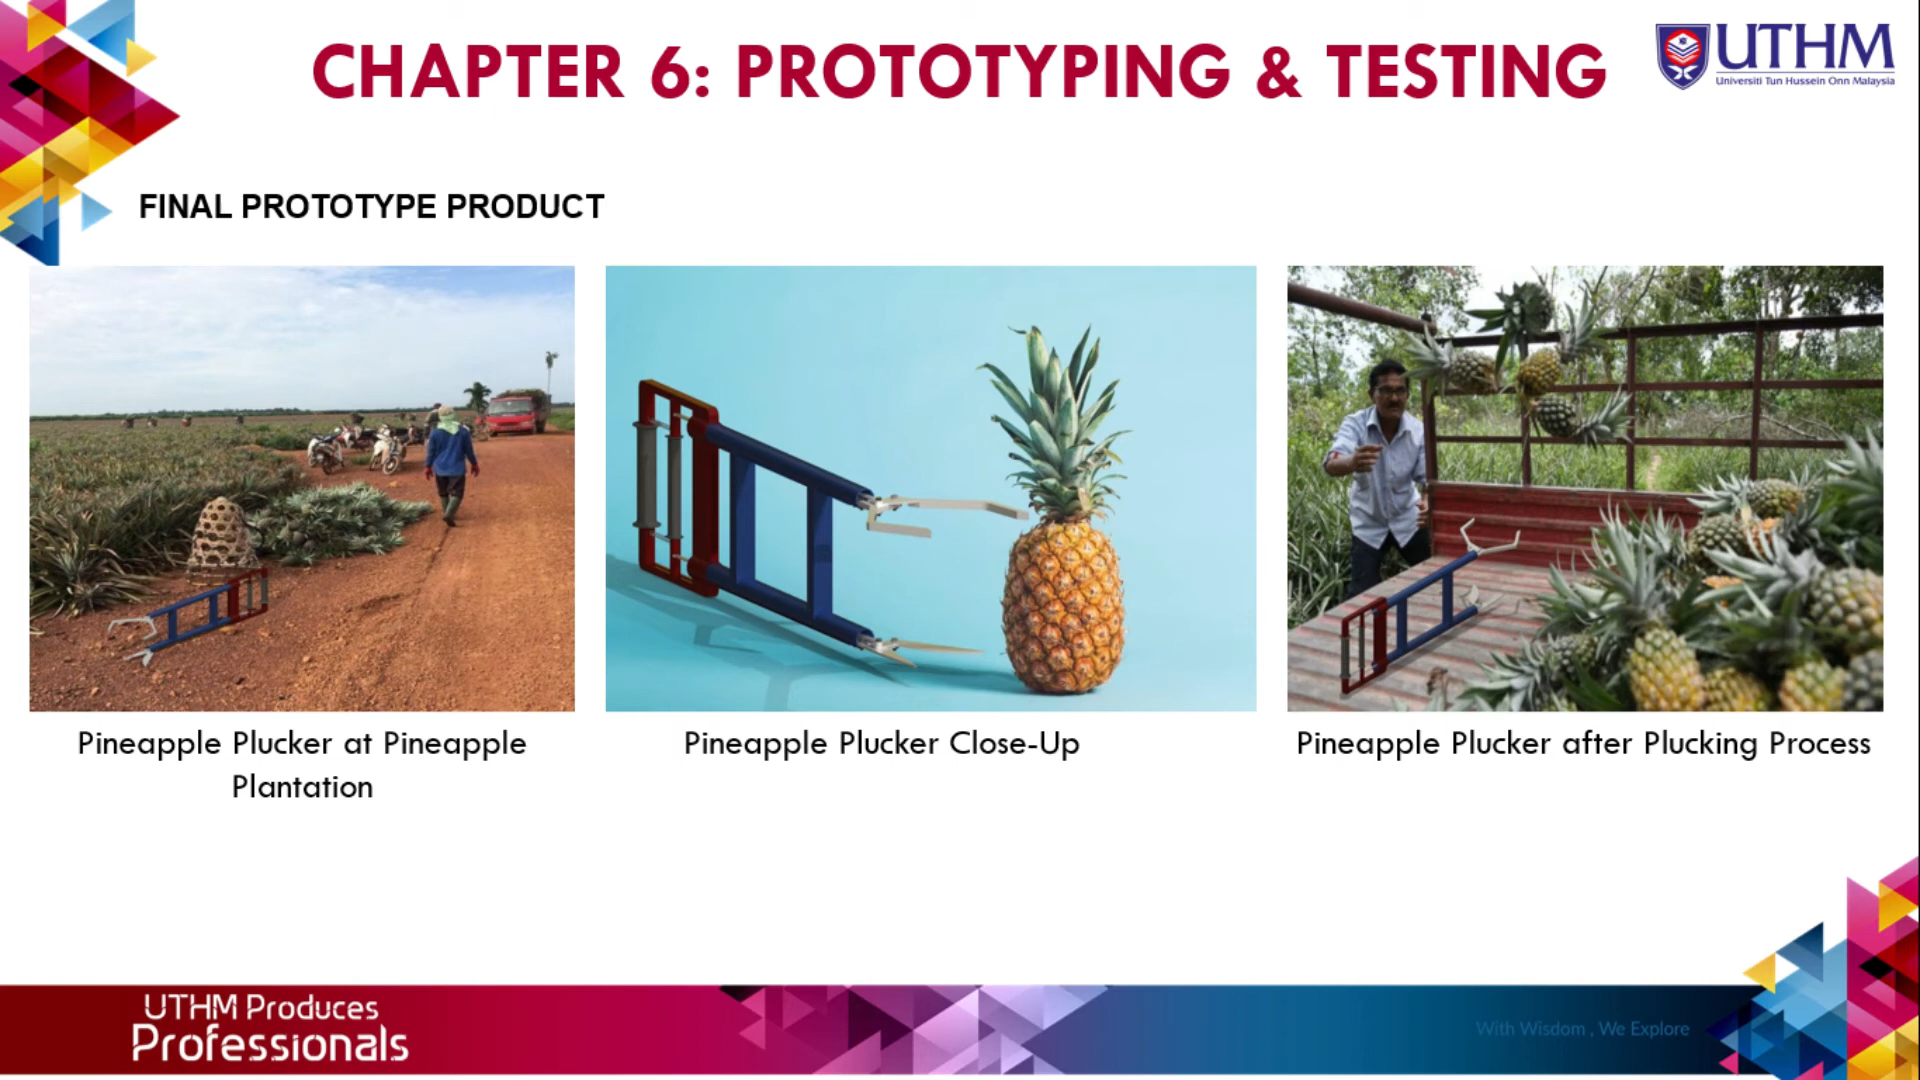 CHAPTER 6: PROTOTYPING & TESTING
UTHM
Universiti Tun Hussein Onn Malaysia
FINAL PROTOTYPE PRODUCT
Pineapple Plucker at Pineapple
Plantation
Pineapple Plucker Close-Up
Pineapple Plucker after Plucking Process
UTHM Produces
Professionals
With Wisdom , We Explore